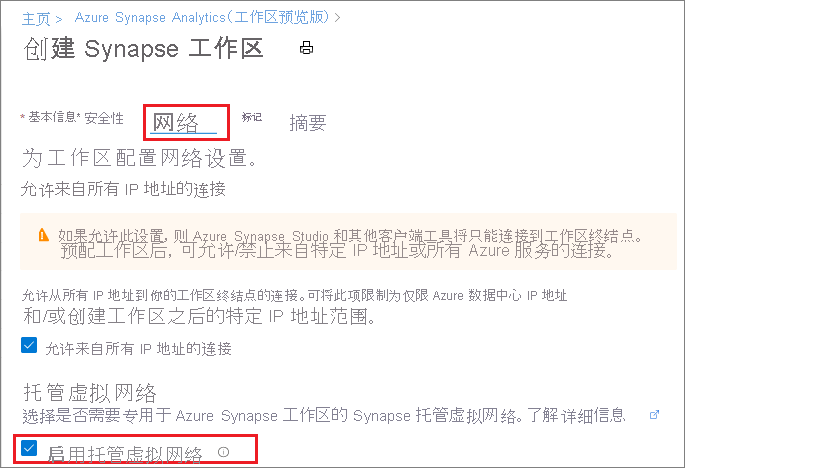 主页 > Azure Synapse Analytics（工作区预览版）>
创建 Synapse 工作区
* 基本信息* 安全性 网络 标记 摘要
为工作区配置网络设置。
允许来自所有 IP 地址的连接
如果允许此设置，则 Azure Synapse Studio 和其他客户端工具将只能连接到工作区终结点。
预配工作区后，可允许/禁止来自特定 IP 地址或所有 Azure 服务的连接。
允许从所有 IP 地址到你的工作区终结点的连接。可将此项限制为仅限 Azure 数据中心 IP 地址
和/或创建工作区之后的特定 IP 地址范围。
允许来自所有 IP 地址的连接
托管虚拟网络
选择是否需要专用于 Azure Synapse 工作区的 Synapse 托管虚拟网络。了解详细信息
启用托管虚拟网络